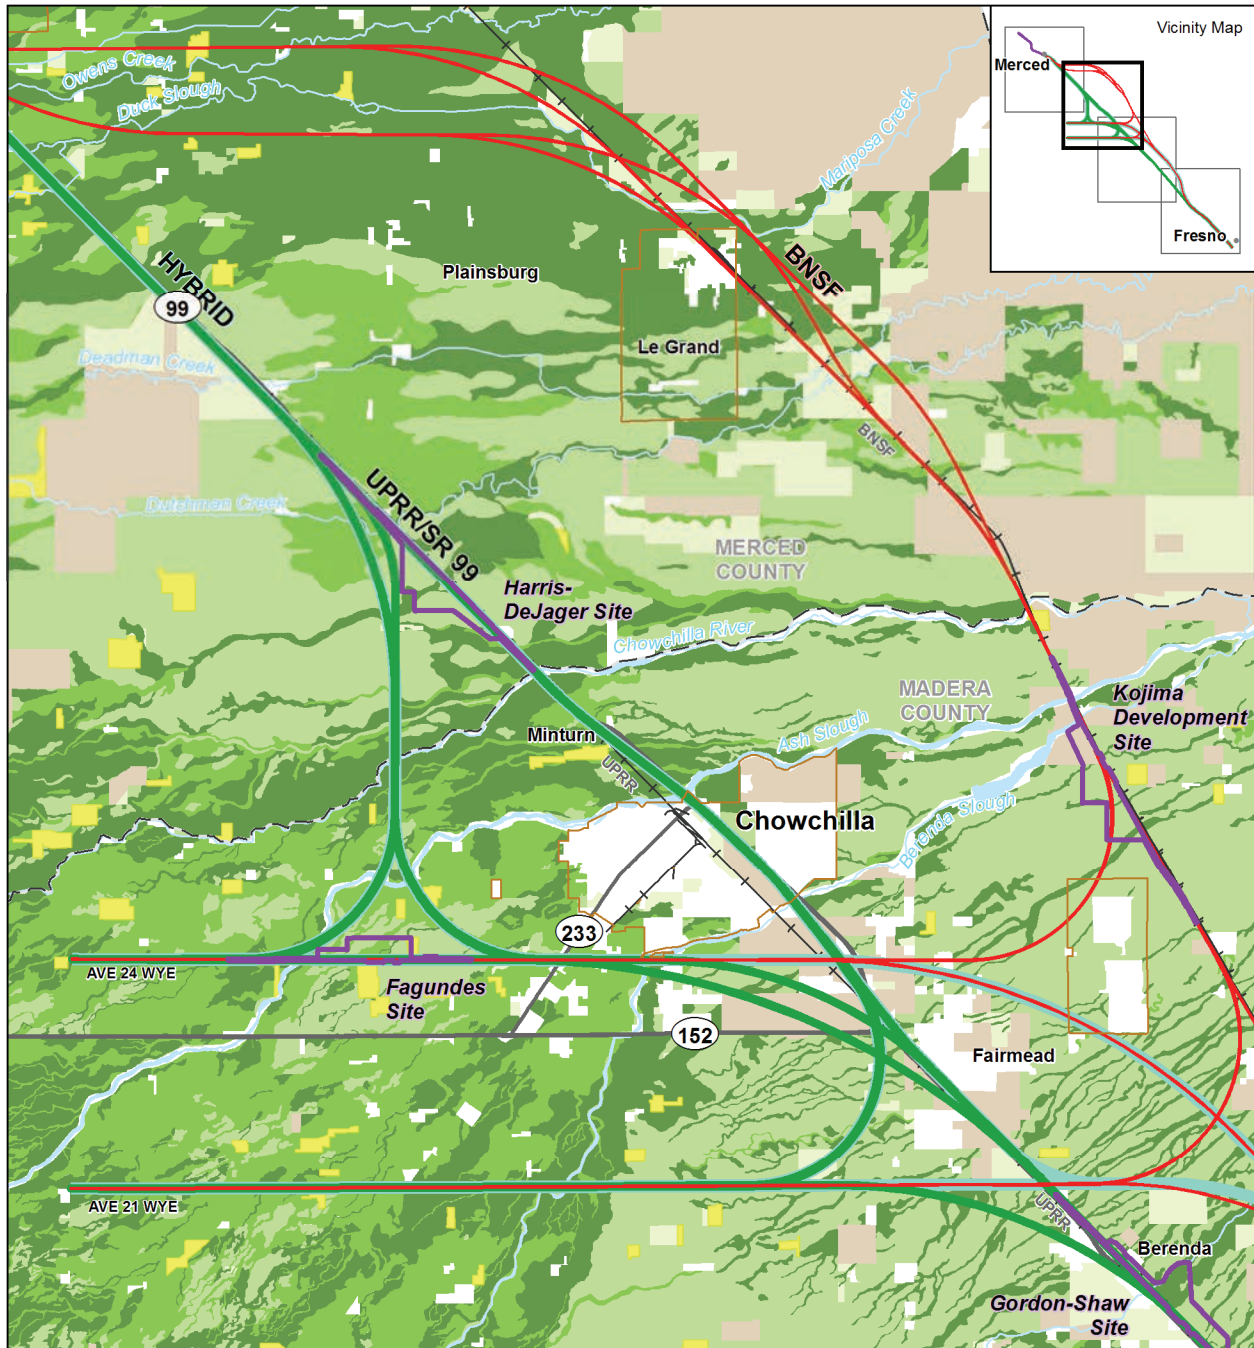 Vicinity Map
Merced
Fresno
Owens Creek
Duck Slough
Mariposa Creek
HYBRID
99
Plainsburg
BNSF
Le Grand
Deadman Creek
BNSF
Dutchman Creek
UPRR/SR 99
MERCED
COUNTY
Harris-
DeJager Site
Chowchilla River
MADERA
COUNTY
Kojima
Development
Site
Minturn
Ash Slough
UPRR
Chowchilla
Berenda Slough
233
AVE 24 WYE
Fagundes
Site
152
Fairmead
AVE 21 WYE
UPRR
Berenda
Gordon-Shaw
Site